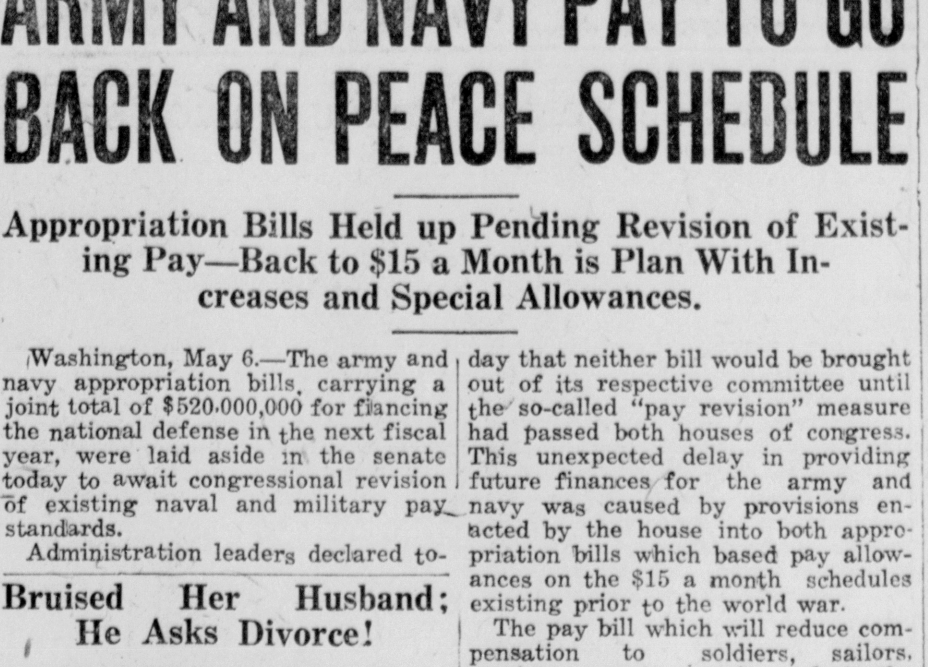 ARMY AND NAVY PAY TO GO
BACK ON PEACE SCHEDULE
Appropriation Bills Held up Pending Revision of Exist-
ing Pay—Back to $15 a Month is Plan With In-
creases and Special Allowances.
Washington, May 6.—The army and
navy appropriation bills, carrying a
joint total of $520.000,000 for financing
the national defense in the next fiscal
year, were laid aside in the senate
today to await congressional revision
of existing naval and military pay
standards.
Administration leaders declared to-
Bruised Her Husband;
He Asks Divorce!
day that neither bill would be brought
out of its respective committee until
the so-called "pay revision" measure
had passed both houses of congress.
This unexpected delay in providing
future finances for the army and
navy was caused by provisions en-
acted by the house into both appro-
priation bills which based pay allow-
ances on the $15 a month schedules
existing prior to the world war.
The pay bill which will reduce com-
pensation to soldiers, sailors,